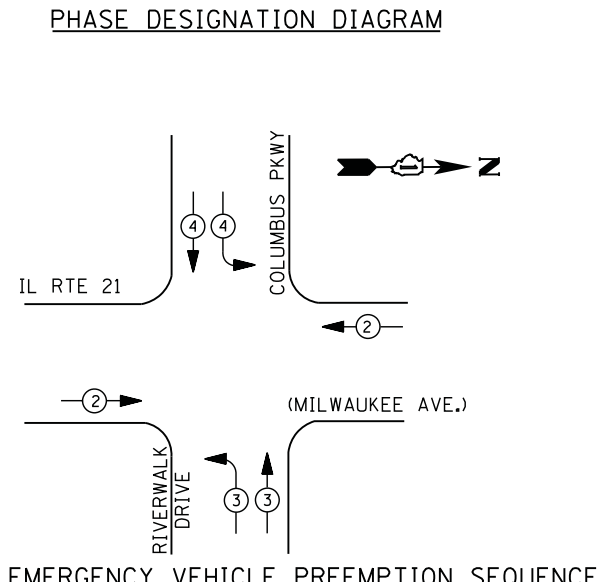 PHASE DESIGNATION DIAGRAM
COLUMBUS PKWY
N
4 4
IL RTE 21
2
2
(MILWAUKEE AVE.)
RIVERWALK
DRIVE
3 3
EMERGENCY VEHICLE PREEMPTION SEQUENCE